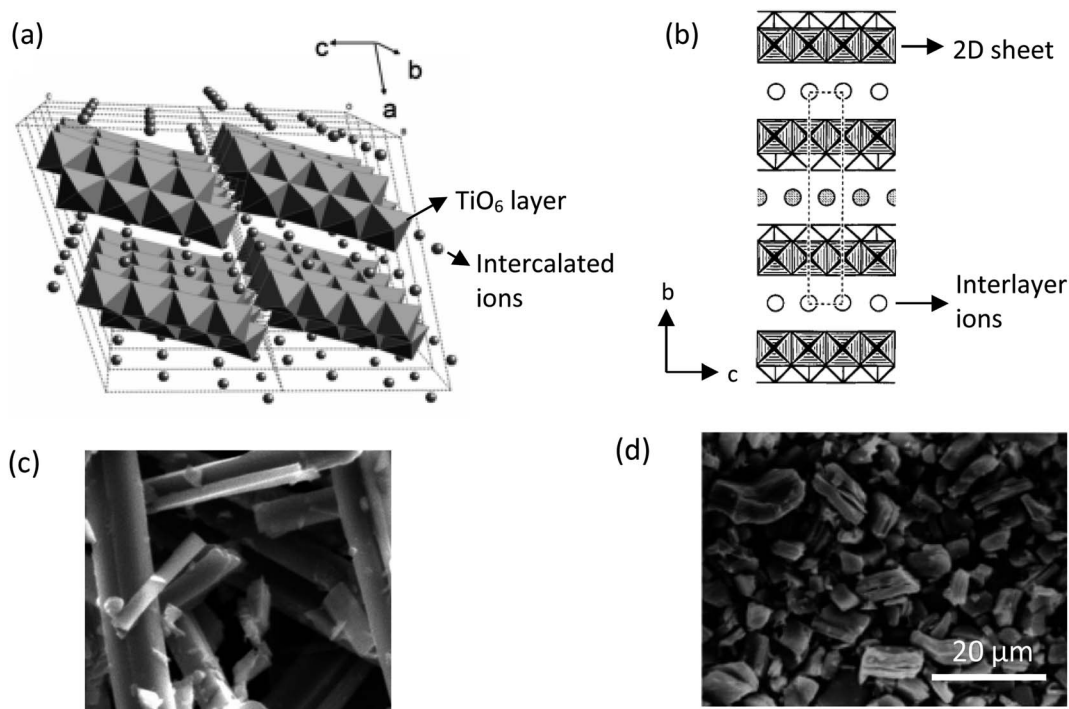 (a)
c
b
a
TiO₆ layer
Intercalated
ions
(b)
2D sheet
Interlayer
ions
b
c
(c)
(d)
20 µm